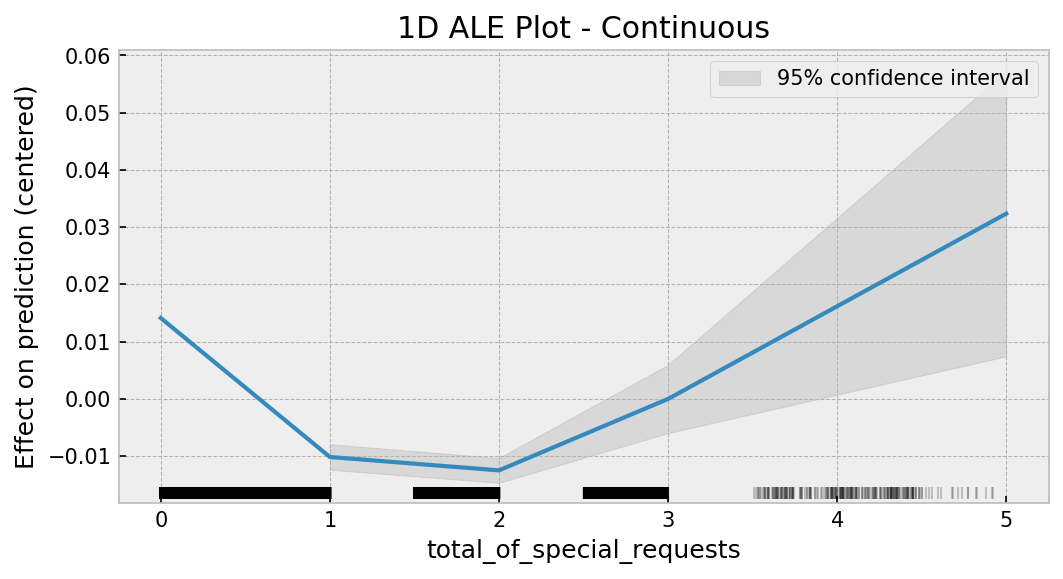 1D ALE Plot - Continuous
Effect on prediction (centered)
0.06
0.05
0.04
0.03
0.02
0.01
0.00
−0.01
95% confidence interval
0 1 2 3 4 5
total_of_special_requests